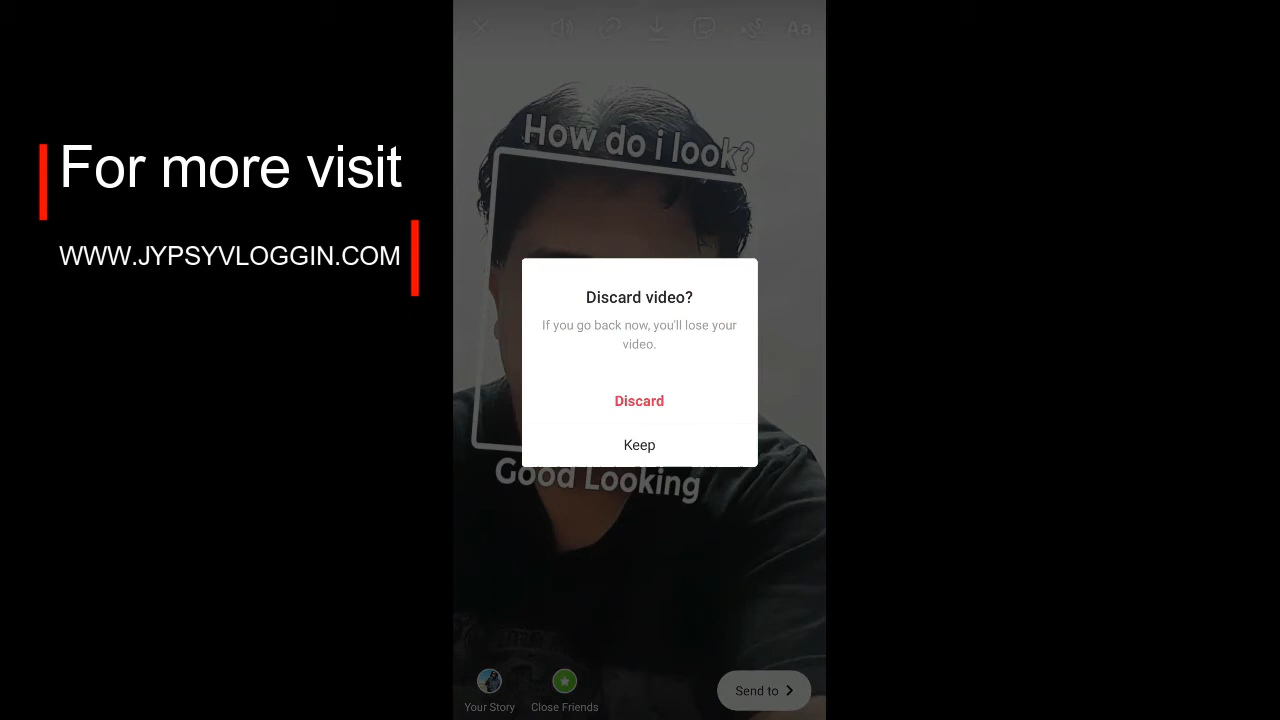 Aa
For more visit
WWW.JYPSYVLOGGIN.COM
How do i look?
Discard video?
If you go back now, you'll lose your
video.
Discard
Keep
Good Looking
Your Story
Close Friends
Send to